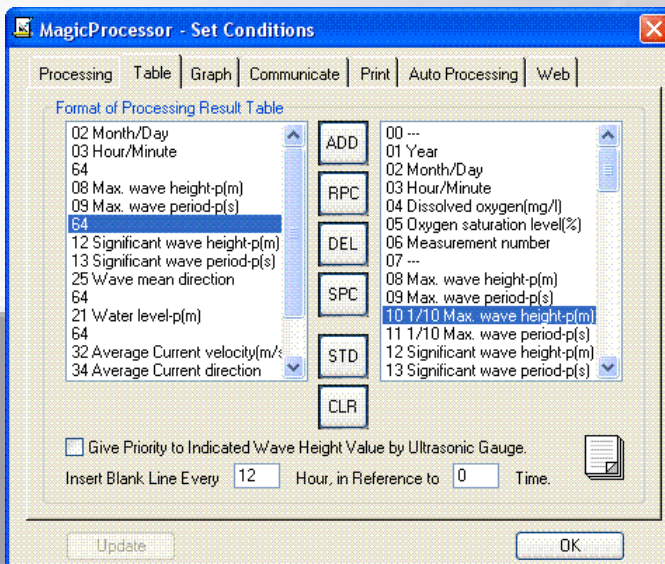 MagicProcessor - Set Conditions
Processing Table Graph Communicate Print Auto Processing Web
Format of Processing Result Table
02 Month/Day
03 Hour/Minute
64
08 Max. wave height-p(m)
09 Max. wave period-p(s)
64
12 Significant wave height-p(m)
13 Significant wave period-p(s)
25 Wave mean direction
64
21 Water level-p(m)
64
32 Average Current velocity(m/s
34 Average Current direction
ADD
RPC
DEL
SPC
STD
CLR
00 ---
01 Year
02 Month/Day
03 Hour/Minute
04 Dissolved oxygen(mg/l)
05 Oxygen saturation level(%)
06 Measurement number
07 ---
08 Max. wave height-p(m)
09 Max. wave period-p(s)
10 1/10 Max. wave height-p(m)
11 1/10 Max. wave period-p(s)
12 Significant wave height-p(m)
13 Significant wave period-p(s)
Give Priority to Indicated Wave Height Value by Ultrasonic Gauge.
Insert Blank Line Every 12 Hour, in Reference to 0 Time.
Update OK